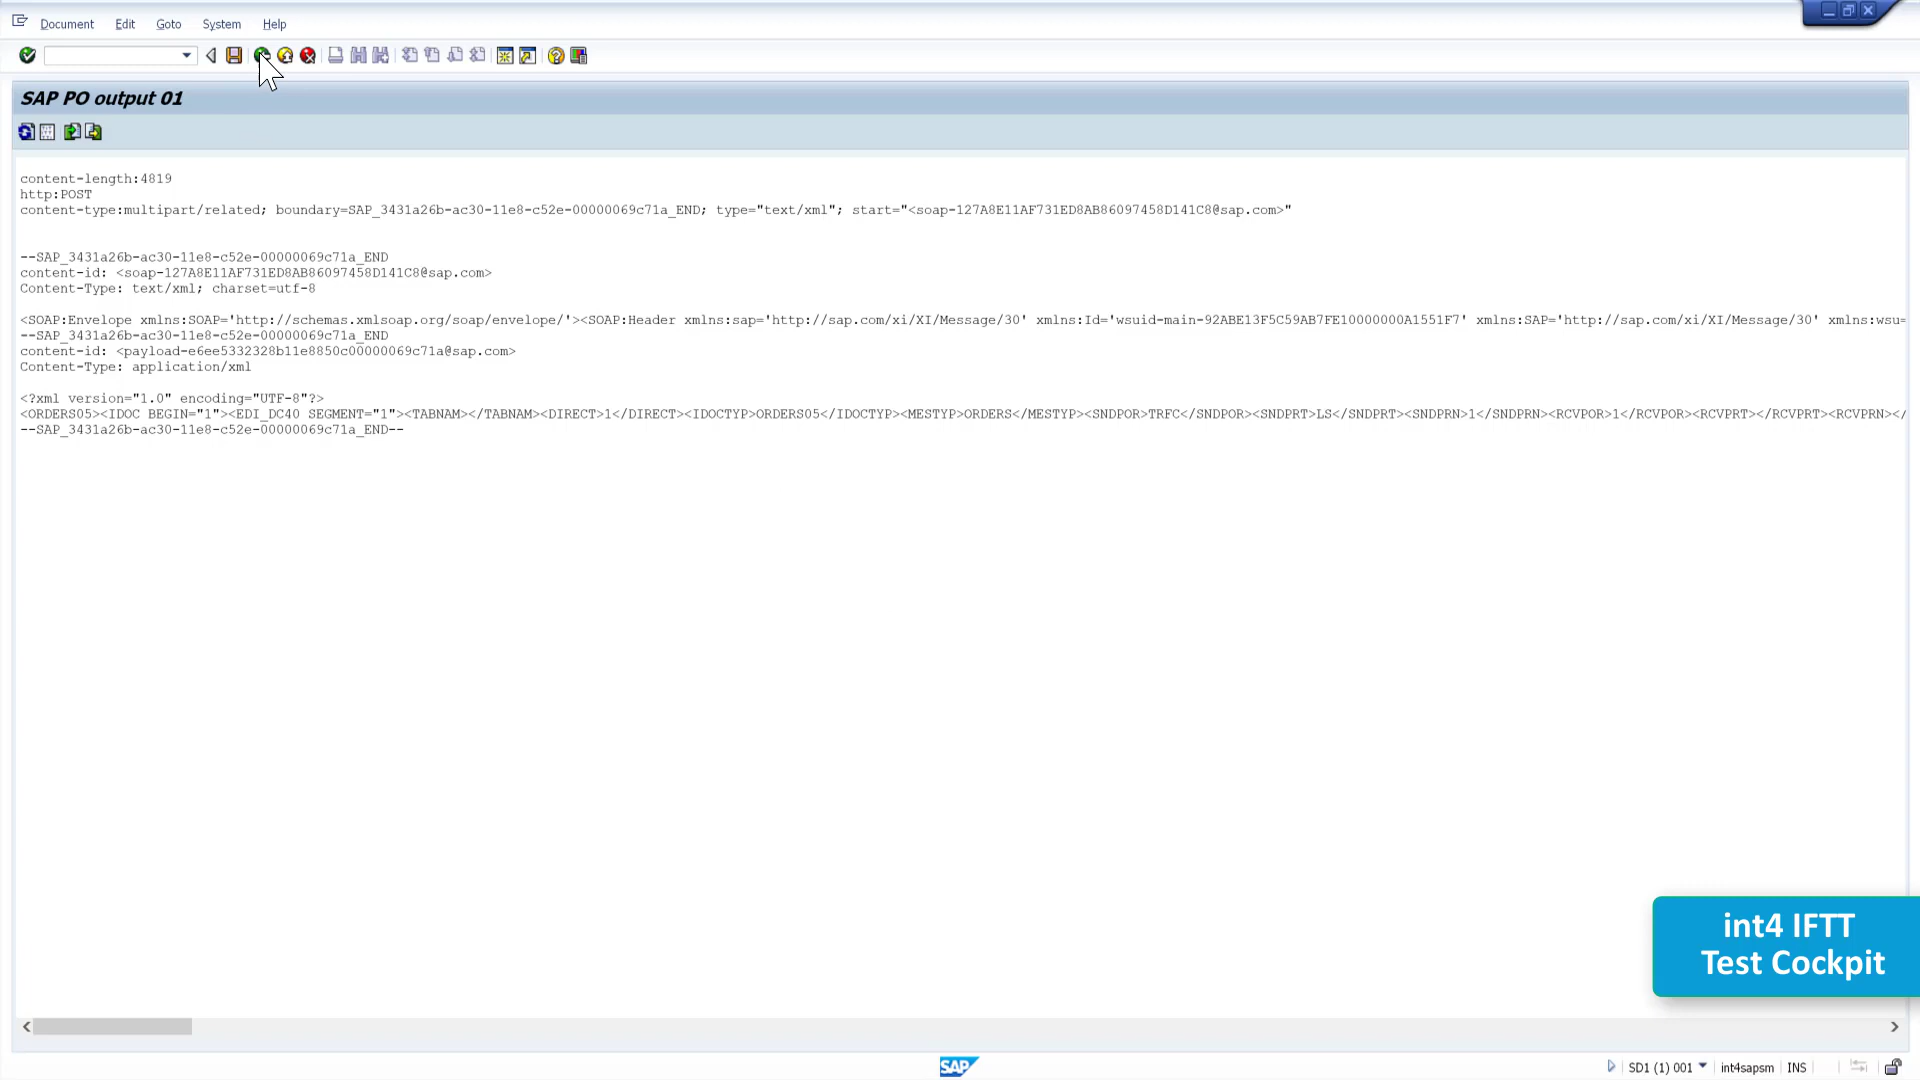 Document Edit Goto System Help
SAP PO output 01
content-length:4819
http:POST
content-type:multipart/related; boundary=SAP_3431a26b-ac30-11e8-c52e-00000069c71a_END; type="text/xml"; start="<soap-127A8E11AF731ED8AB86097458D141C8@sap.com>"
--SAP_3431a26b-ac30-11e8-c52e-00000069c71a_END
content-id: <soap-127A8E11AF731ED8AB86097458D141C8@sap.com>
Content-Type: text/xml; charset=utf-8
<SOAP:Envelope xmlns:SOAP='http://schemas.xmlsoap.org/soap/envelope/'><SOAP:Header xmlns:sap='http://sap.com/xi/XI/Message/30' xmlns:Id='wsuid-main-92ABE13F5C59AB7FE10000000A1551F7' xmlns:SAP='http://sap.com/xi/XI/Message/30' xmlns:wsu=
--SAP_3431a26b-ac30-11e8-c52e-00000069c71a_END
content-id: <payload-e6ee5332328b11e8850c00000069c71a@sap.com>
Content-Type: application/xml
<?xml version="1.0" encoding="UTF-8"?>
<ORDERS05><IDOC BEGIN="1"><EDI_DC40 SEGMENT="1"><TABNAM></TABNAM><DIRECT>1</DIRECT><IDOCTYP>ORDERS05</IDOCTYP><MESTYP>ORDERS</MESTYP><SNDPOR>TRFC</SNDPOR><SNDPRT>LS</SNDPRT><SNDPRN>1</SNDPRN><RCVPOR>1</RCVPOR><RCVPRT></RCVPRT><RCVPRN></
--SAP_3431a26b-ac30-11e8-c52e-00000069c71a_END--
int4 IFTT
Test Cockpit
SAP
SD1 (1) 001 int4sapsm INS